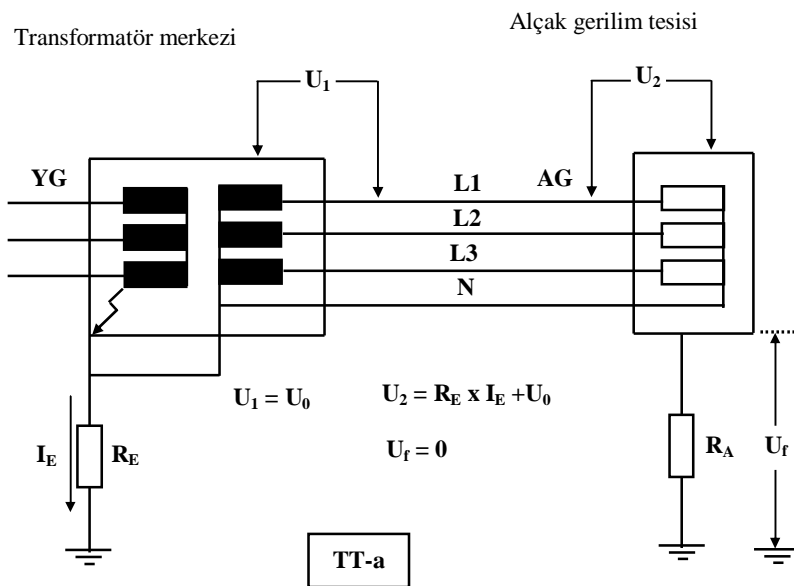 Transformatör merkezi
Alçak gerilim tesisi
U1
U2
YG
L1
AG
L2
L3
N
U1 = U0
U2 = RE x IE +U0
Uf = 0
IE
RE
RA
Uf
TT-a